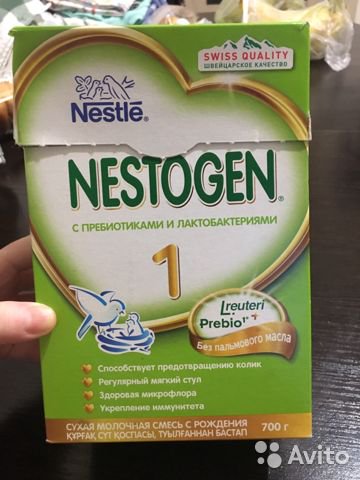 SWISS QUALITY
ШВЕЙЦАРСКОЕ КАЧЕСТВО
Nestlé®
NESTOGEN®
С ПРЕБИОТИКАМИ И ЛАКТОБАКТЕРИЯМИ
1
L.reuteri
Prebio1® +
Без пальмового масла
Способствует предотвращению колик
Регулярный мягкий стул
Здоровая микрофлора
Укрепление иммунитета
СУХАЯ МОЛОЧНАЯ СМЕСЬ С РОЖДЕНИЯ
ҚҰРҒАҚ СҮТ ҚОСПАСЫ, ТУЫЛҒАННАН БАСТАП
700 г
Avito